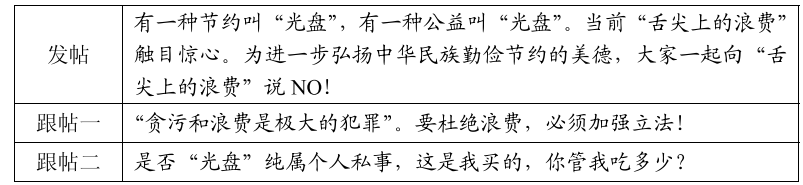 有一种节约叫“光盘”，有一种公益叫“光盘”。当前“舌尖上的浪费”
发帖 触目惊心。为进一步弘扬中华民族勤俭节约的美德，大家一起向“舌
尖上的浪费”说 NO！
跟帖一 “贪污和浪费是极大的犯罪”。要杜绝浪费，必须加强立法！
跟帖二 是否“光盘”纯属个人私事，这是我买的，你管我吃多少？